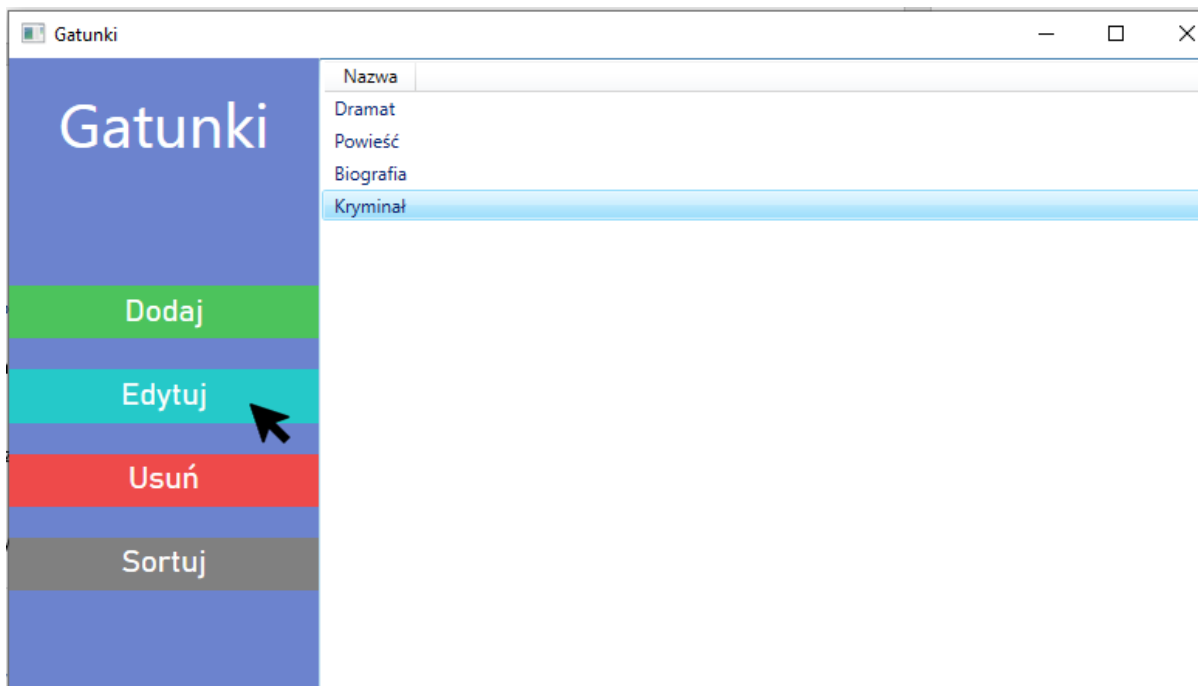 Gatunki
Gatunki
Dodaj
Edytuj
Usuń
Sortuj
Nazwa
Dramat
Powieść
Biografia
Kryminał